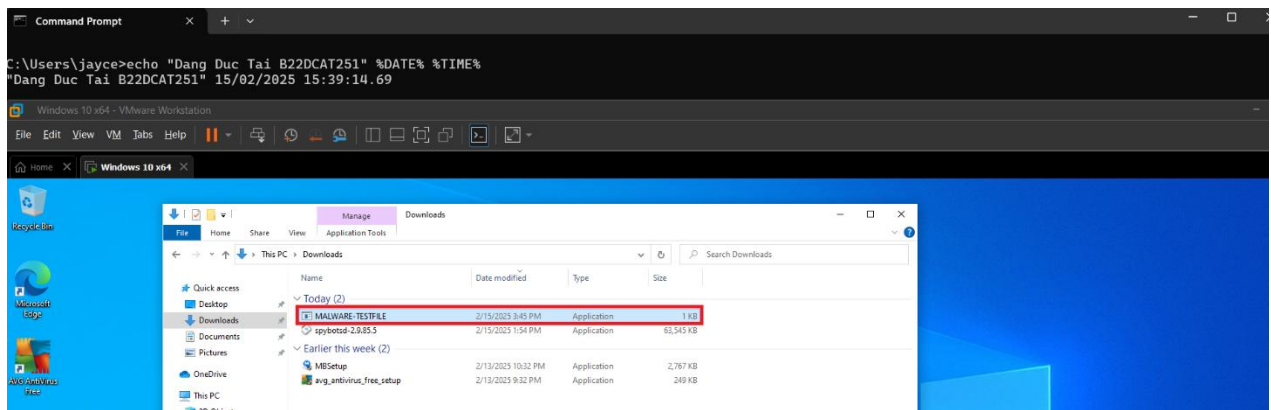 Command Prompt
C:\Users\jayce>echo "Dang Duc Tai B22DCAT251" %DATE% %TIME%
"Dang Duc Tai B22DCAT251" 15/02/2025 15:39:14.69
Windows 10 x64 - VMware Workstation
File Edit View VM Tabs Help
Home Windows 10 x64
Recycle Bin
Manage Downloads
File Home Share View Application Tools
This PC > Downloads Search Downloads
Name Date modified Type Size
Quick access
Today (2)
Desktop
MALWARE-TESTFILE 2/15/2025 3:45 PM Application 1 KB
Microsoft Edge
Downloads
spybotsd-2.9.85.5 2/15/2025 1:54 PM Application 63,545 KB
Documents
Earlier this week (2)
Pictures
MBSetup 2/13/2025 10:32 PM Application 2,767 KB
OneDrive
avg_antivirus_free_setup 2/13/2025 9:32 PM Application 249 KB
AVG AntiVirus Free
This PC